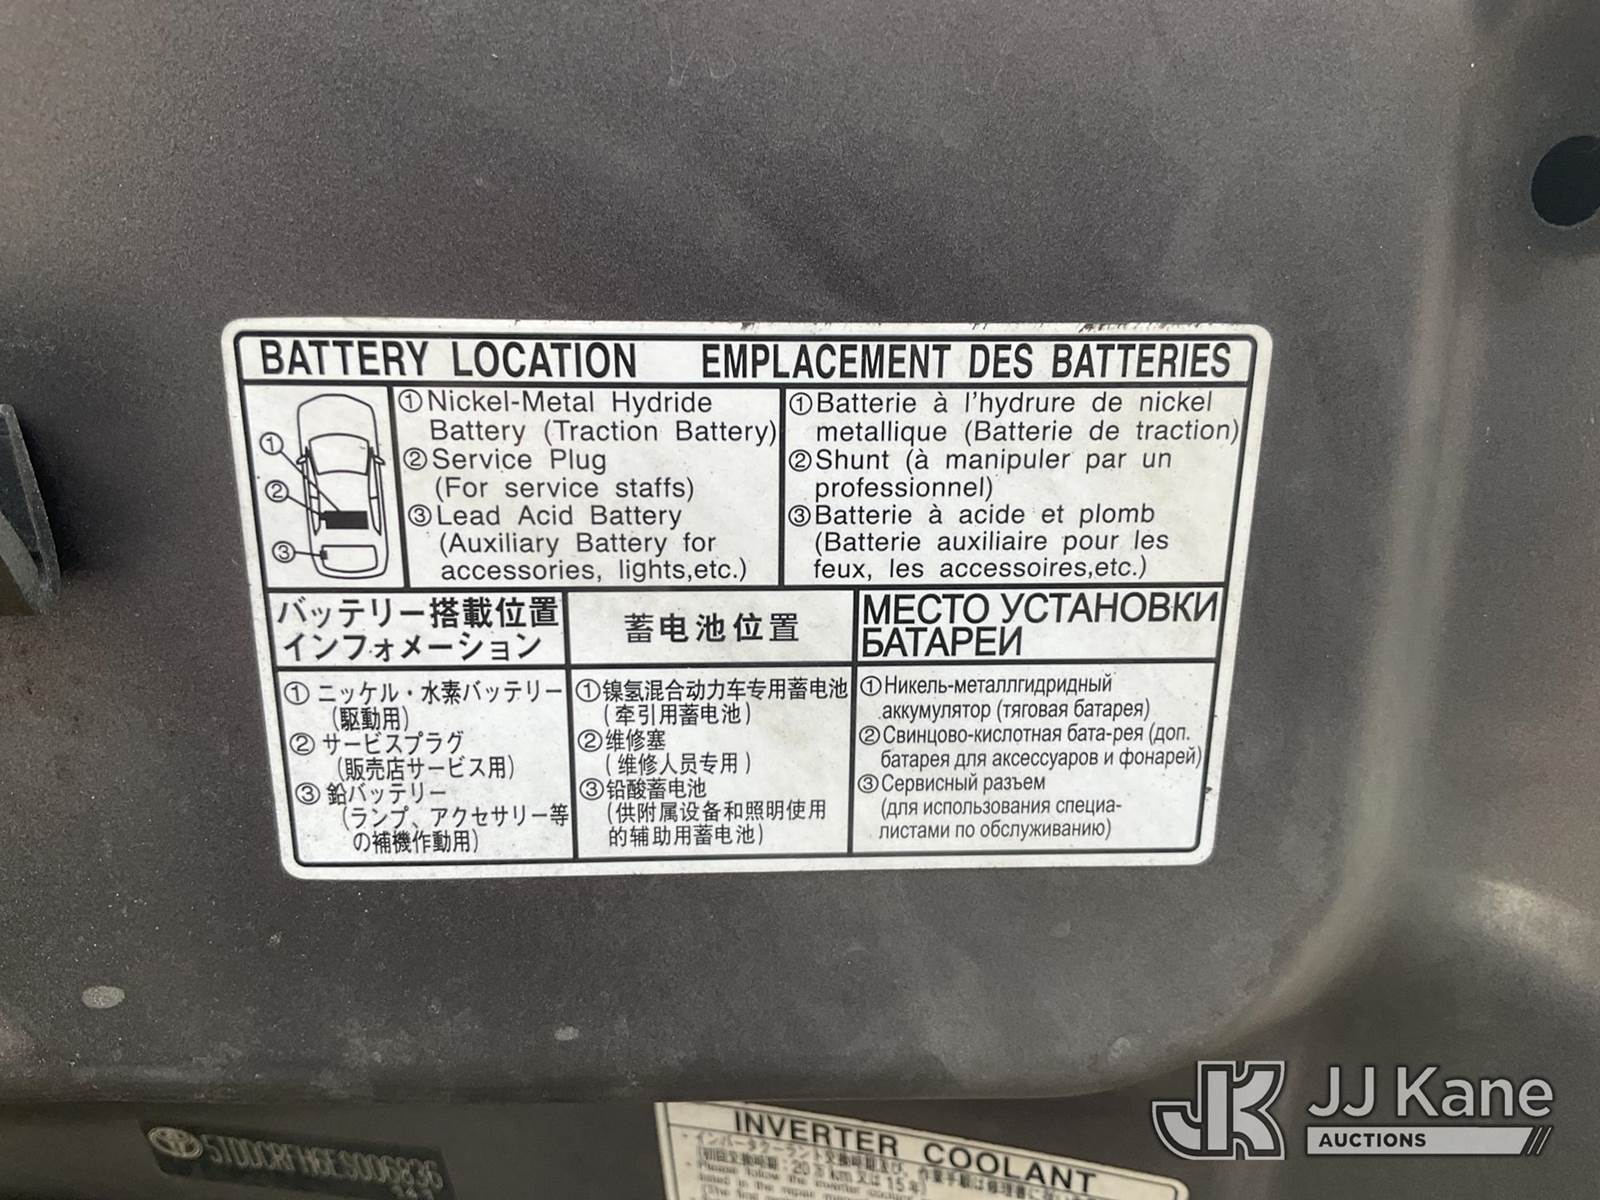 BATTERY LOCATION EMPLACEMENT DES BATTERIES
①
②
③
①Nickel-Metal Hydride
Battery (Traction Battery)
②Service Plug
(For service staffs)
③Lead Acid Battery
(Auxiliary Battery for
accessories, lights,etc.)
①Batterie à l'hydrure de nickel
metallique (Batterie de traction)
②Shunt (à manipuler par un
professionnel)
③Batterie à acide et plomb
(Batterie auxiliaire pour les
feux, les accessoires,etc.)
バッテリー搭載位置
インフォメーション
① ニッケル・水素バッテリー
(駆動用)
② サービスプラグ
(販売店サービス用)
③ 鉛バッテリー
(ランプ、アクセサリー等
の補機作動用)
蓄电池位置
①镍氢混合动力车专用蓄电池
(牵引用蓄电池)
②维修塞
(维修人员专用)
③铅酸蓄电池
(供附属设备和照明使用
的辅助用蓄电池)
МЕСТО УСТАНОВКИ
БАТАРЕИ
①Никель-металлгидридный
аккумулятор (тяговая батарея)
②Свинцово-кислотная бата-рея (доп.
батарея для аксессуаров и фонарей)
③Сервисный разъем
(для использования специа-
листами по обслуживанию)
INVERTER COOLANT
JJ Kane
AUCTIONS